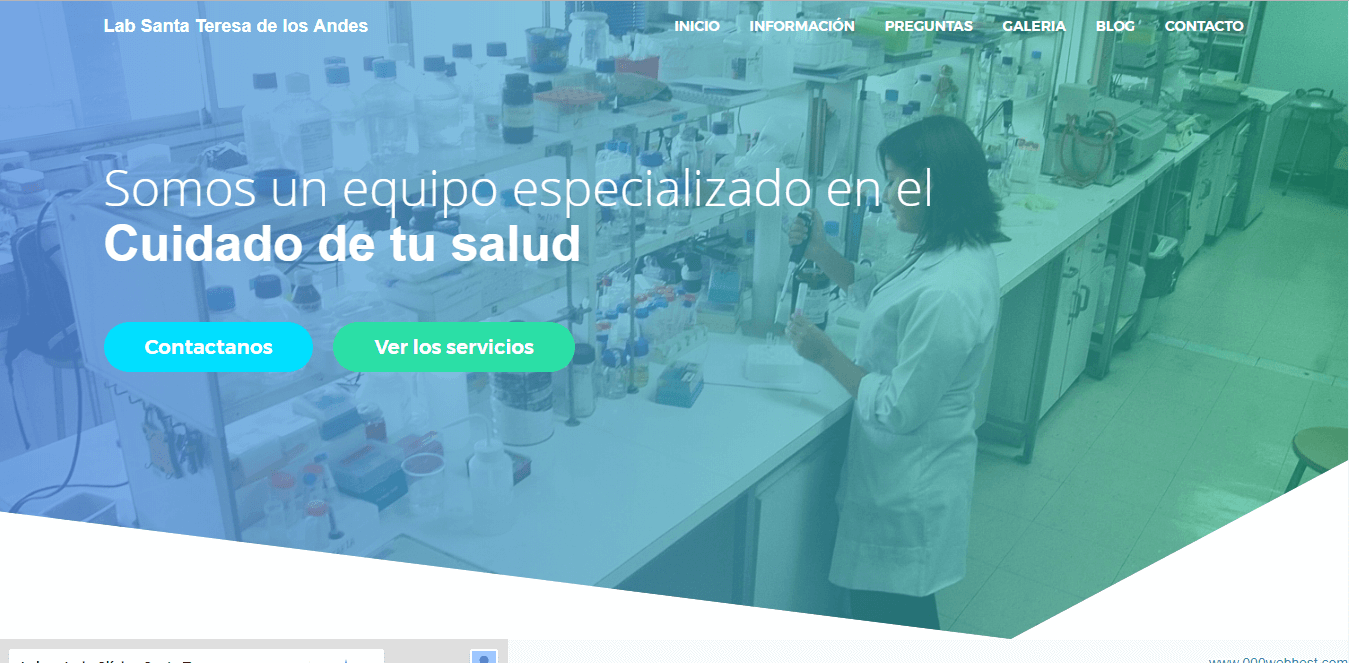 Lab Santa Teresa de los Andes
INICIO INFORMACIÓN PREGUNTAS GALERIA BLOG CONTACTO
Somos un equipo especializado en el
Cuidado de tu salud
Contactanos Ver los servicios
www.000webhost.com